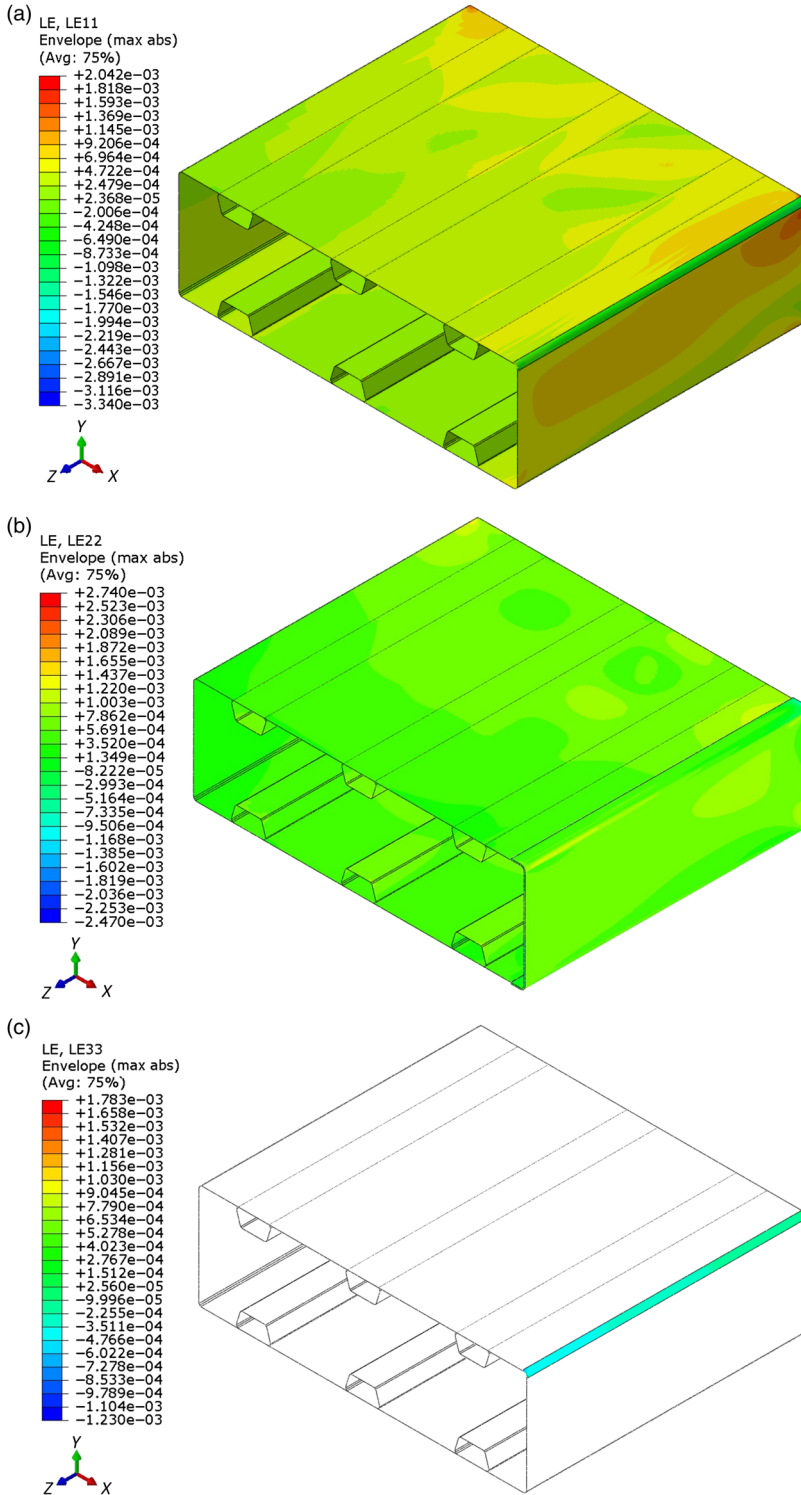 (a)
LE, LE11
Envelope (max abs)
(Avg: 75%)
+2.042e−03
+1.818e−03
+1.593e−03
+1.369e−03
+1.145e−03
+9.206e−04
+6.964e−04
+4.722e−04
+2.479e−04
+2.368e−05
−2.006e−04
−4.248e−04
−6.490e−04
−8.733e−04
−1.098e−03
−1.322e−03
−1.546e−03
−1.770e−03
−1.994e−03
−2.219e−03
−2.443e−03
−2.667e−03
−2.891e−03
−3.116e−03
−3.340e−03
Y
Z X
(b)
LE, LE22
Envelope (max abs)
(Avg: 75%)
+2.740e−03
+2.523e−03
+2.306e−03
+2.089e−03
+1.872e−03
+1.655e−03
+1.437e−03
+1.220e−03
+1.003e−03
+7.862e−04
+5.691e−04
+3.520e−04
+1.349e−04
−8.222e−05
−2.993e−04
−5.164e−04
−7.335e−04
−9.506e−04
−1.168e−03
−1.385e−03
−1.602e−03
−1.819e−03
−2.036e−03
−2.253e−03
−2.470e−03
Y
Z X
(c)
LE, LE33
Envelope (max abs)
(Avg: 75%)
+1.783e−03
+1.658e−03
+1.532e−03
+1.407e−03
+1.281e−03
+1.156e−03
+1.030e−03
+9.045e−04
+7.790e−04
+6.534e−04
+5.278e−04
+4.023e−04
+2.767e−04
+1.512e−04
+2.560e−05
−9.996e−05
−2.255e−04
−3.511e−04
−4.766e−04
−6.022e−04
−7.278e−04
−8.533e−04
−9.789e−04
−1.104e−03
−1.230e−03
Y
Z X